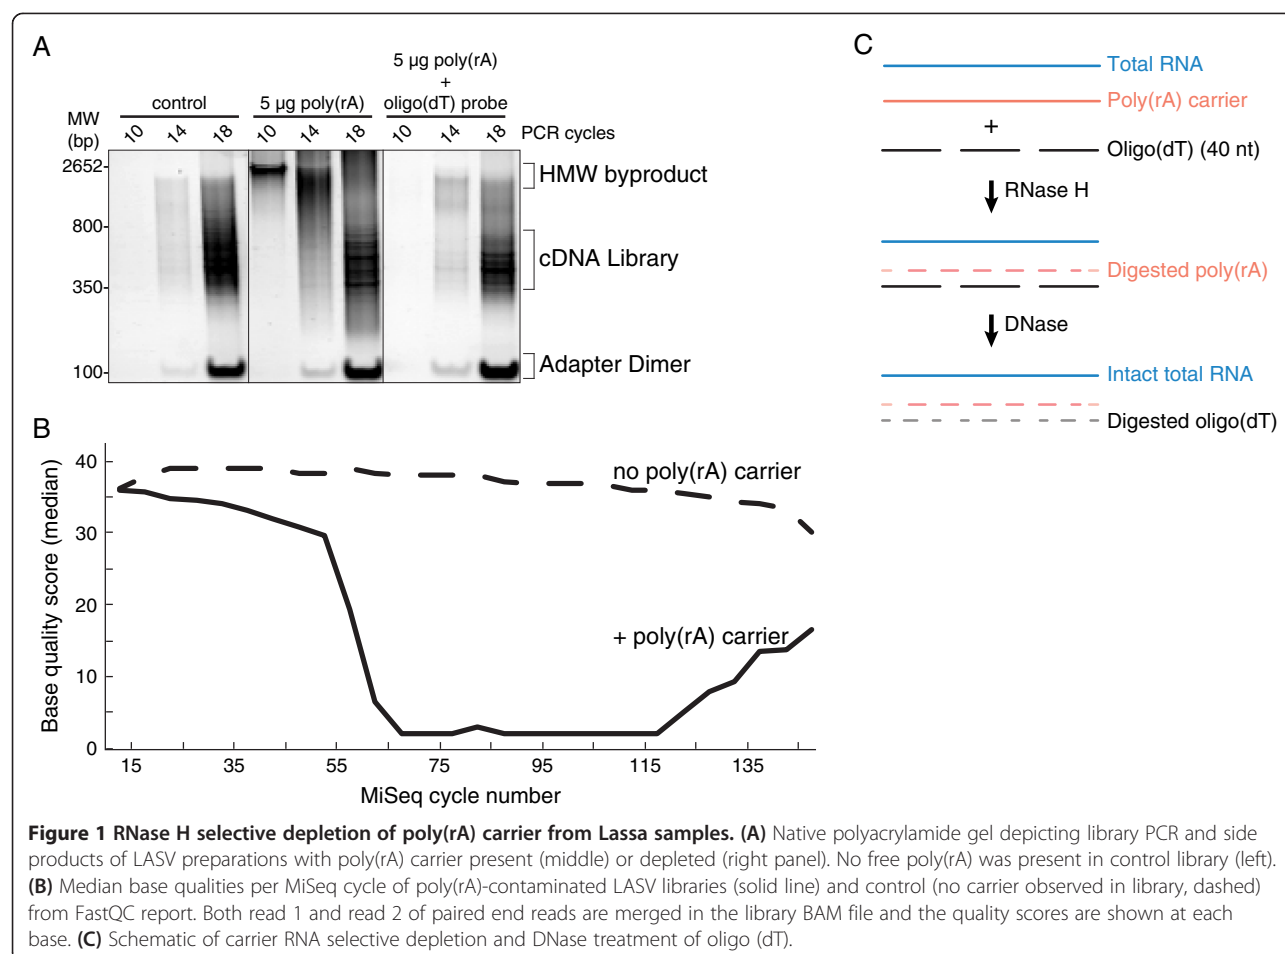 A
MW
(bp)
control
5 µg poly(rA)
5 µg poly(rA)
+
oligo(dT) probe
10 14 18 10 14 18 10 14 18 PCR cycles
2652
800
350
100
HMW byproduct
cDNA Library
Adapter Dimer
C
Total RNA
Poly(rA) carrier
+
Oligo(dT) (40 nt)
RNase H
Digested poly(rA)
DNase
Intact total RNA
Digested oligo(dT)
B
Base quality score (median)
40
30
20
10
0
no poly(rA) carrier
+ poly(rA) carrier
15 35 55 75 95 115 135
MiSeq cycle number
Figure 1 RNase H selective depletion of poly(rA) carrier from Lassa samples. (A) Native polyacrylamide gel depicting library PCR and side
products of LASV preparations with poly(rA) carrier present (middle) or depleted (right panel). No free poly(rA) was present in control library (left).
(B) Median base qualities per MiSeq cycle of poly(rA)-contaminated LASV libraries (solid line) and control (no carrier observed in library, dashed)
from FastQC report. Both read 1 and read 2 of paired end reads are merged in the library BAM file and the quality scores are shown at each
base. (C) Schematic of carrier RNA selective depletion and DNase treatment of oligo (dT).